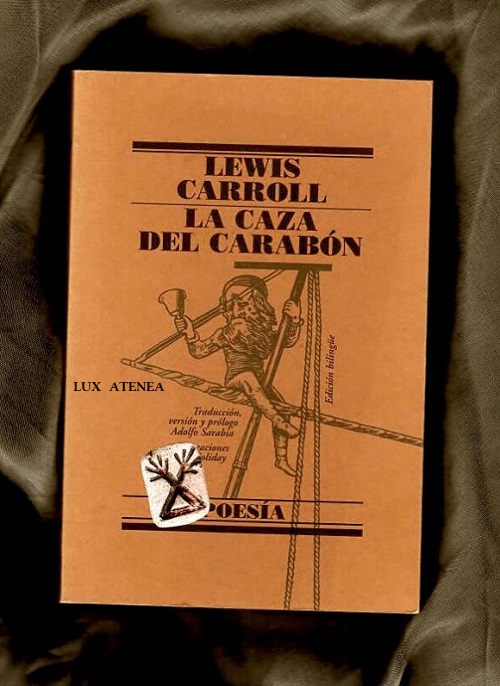 LEWIS
CARROLL
LA CAZA
DEL CARABÓN
Edición bilingüe
LUX ATENEA
Traducción,
versión y prólogo
Adolfo Sarabia
POESÍA